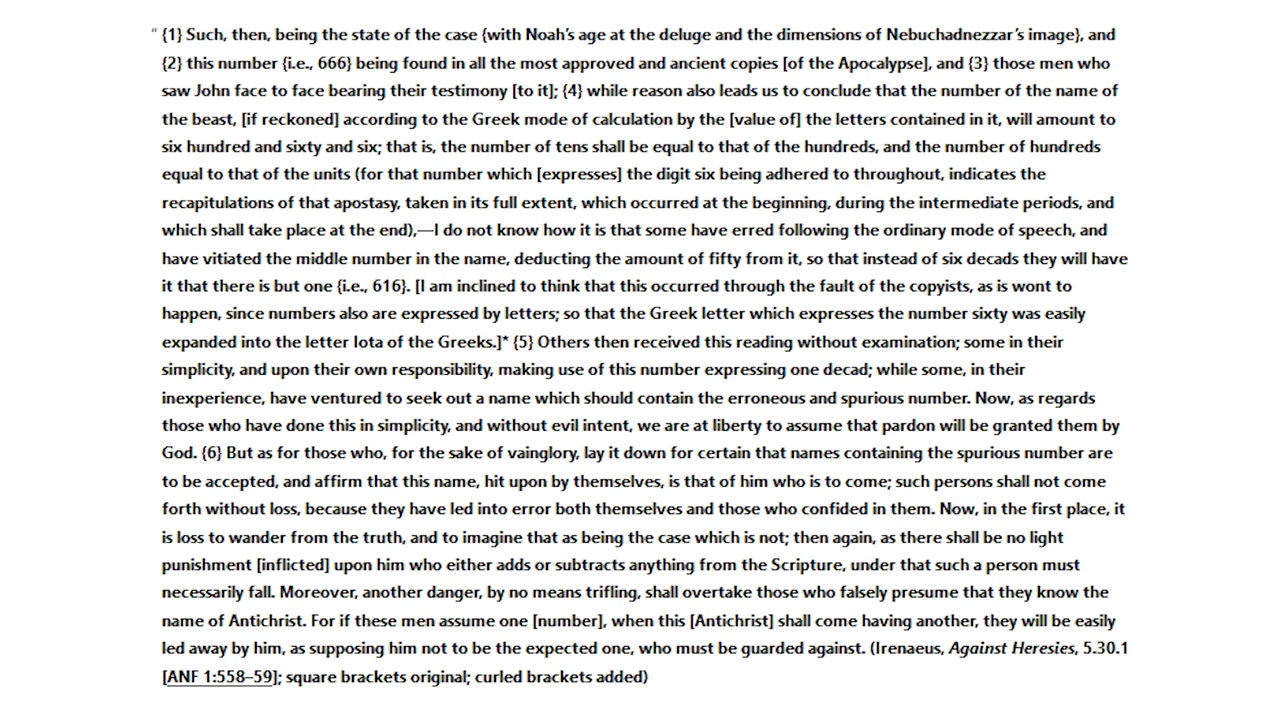 “ {1} Such, then, being the state of the case {with Noah’s age at the deluge and the dimensions of Nebuchadnezzar’s image}, and
{2} this number {i.e., 666} being found in all the most approved and ancient copies [of the Apocalypse], and {3} those men who
saw John face to face bearing their testimony [to it]; {4} while reason also leads us to conclude that the number of the name of
the beast, [if reckoned] according to the Greek mode of calculation by the [value of] the letters contained in it, will amount to
six hundred and sixty and six; that is, the number of tens shall be equal to that of the hundreds, and the number of hundreds
equal to that of the units (for that number which [expresses] the digit six being adhered to throughout, indicates the
recapitulations of that apostasy, taken in its full extent, which occurred at the beginning, during the intermediate periods, and
which shall take place at the end),—I do not know how it is that some have erred following the ordinary mode of speech, and
have vitiated the middle number in the name, deducting the amount of fifty from it, so that instead of six decads they will have
it that there is but one {i.e., 616}. [I am inclined to think that this occurred through the fault of the copyists, as is wont to
happen, since numbers also are expressed by letters; so that the Greek letter which expresses the number sixty was easily
expanded into the letter Iota of the Greeks.]* {5} Others then received this reading without examination; some in their
simplicity, and upon their own responsibility, making use of this number expressing one decad; while some, in their
inexperience, have ventured to seek out a name which should contain the erroneous and spurious number. Now, as regards
those who have done this in simplicity, and without evil intent, we are at liberty to assume that pardon will be granted them by
God. {6} But as for those who, for the sake of vainglory, lay it down for certain that names containing the spurious number are
to be accepted, and affirm that this name, hit upon by themselves, is that of him who is to come; such persons shall not come
forth without loss, because they have led into error both themselves and those who confided in them. Now, in the first place, it
is loss to wander from the truth, and to imagine that as being the case which is not; then again, as there shall be no light
punishment [inflicted] upon him who either adds or subtracts anything from the Scripture, under that such a person must
necessarily fall. Moreover, another danger, by no means trifling, shall overtake those who falsely presume that they know the
name of Antichrist. For if these men assume one [number], when this [Antichrist] shall come having another, they will be easily
led away by him, as supposing him not to be the expected one, who must be guarded against. (Irenaeus, Against Heresies, 5.30.1
[ANF 1:558–59]; square brackets original; curled brackets added)